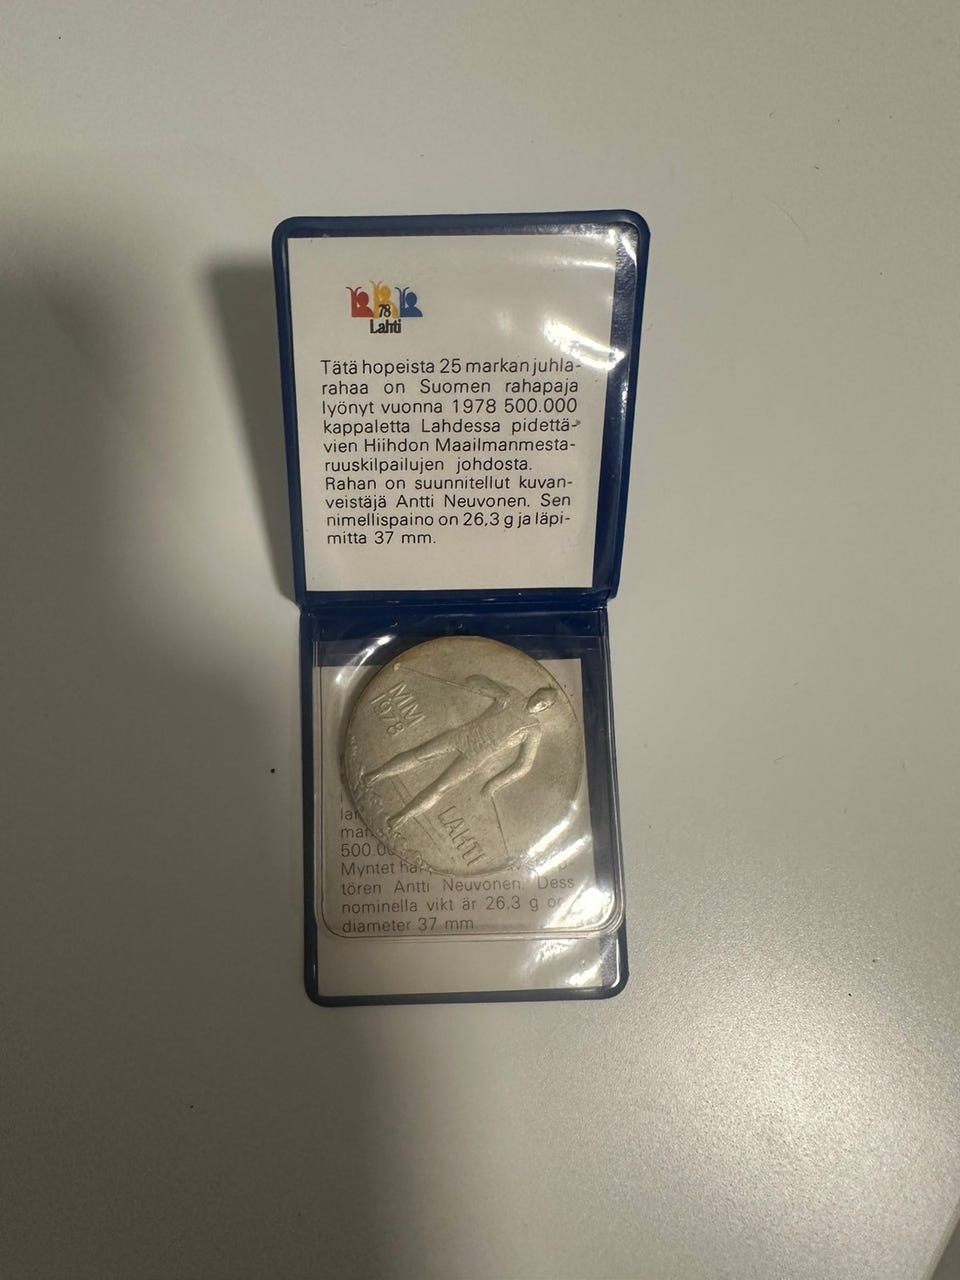 78
Lahti
Tätä hopeista 25 markan juhla-
rahaa on Suomen rahapaja
lyönyt vuonna 1978 500.000
kappaletta Lahdessa pidettä-
vien Hiihdon Maailmanmesta-
ruuskilpailujen johdosta.
Rahan on suunnitellut kuvan-
veistäjä Antti Neuvonen. Sen
nimellispaino on 26,3 g ja läpi-
mitta 37 mm.
MM
1978
LAHTI
500.00
Myntet har
tören Antti Neuvonen. Dess
nominella vikt är 26,3 g
diameter 37 mm.